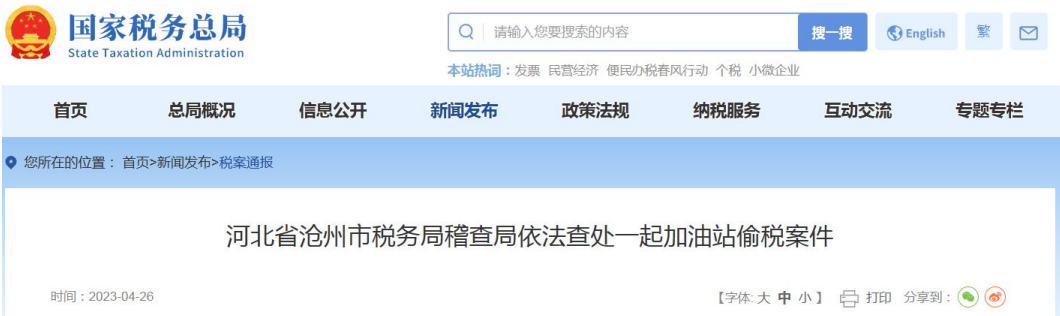 国家税务总局
State Taxation Administration
请输入您要搜索的内容
搜一搜
English
繁
本站热词：发票 民营经济 便民办税春风行动 个税 小微企业
首页 总局概况 信息公开 新闻发布 政策法规 纳税服务 互动交流 专题专栏
您所在的位置： 首页>新闻发布>税案通报
河北省沧州市税务局稽查局依法查处一起加油站偷税案件
时间：2023-04-26
【字体: 大 中 小 】 打印 分享到：